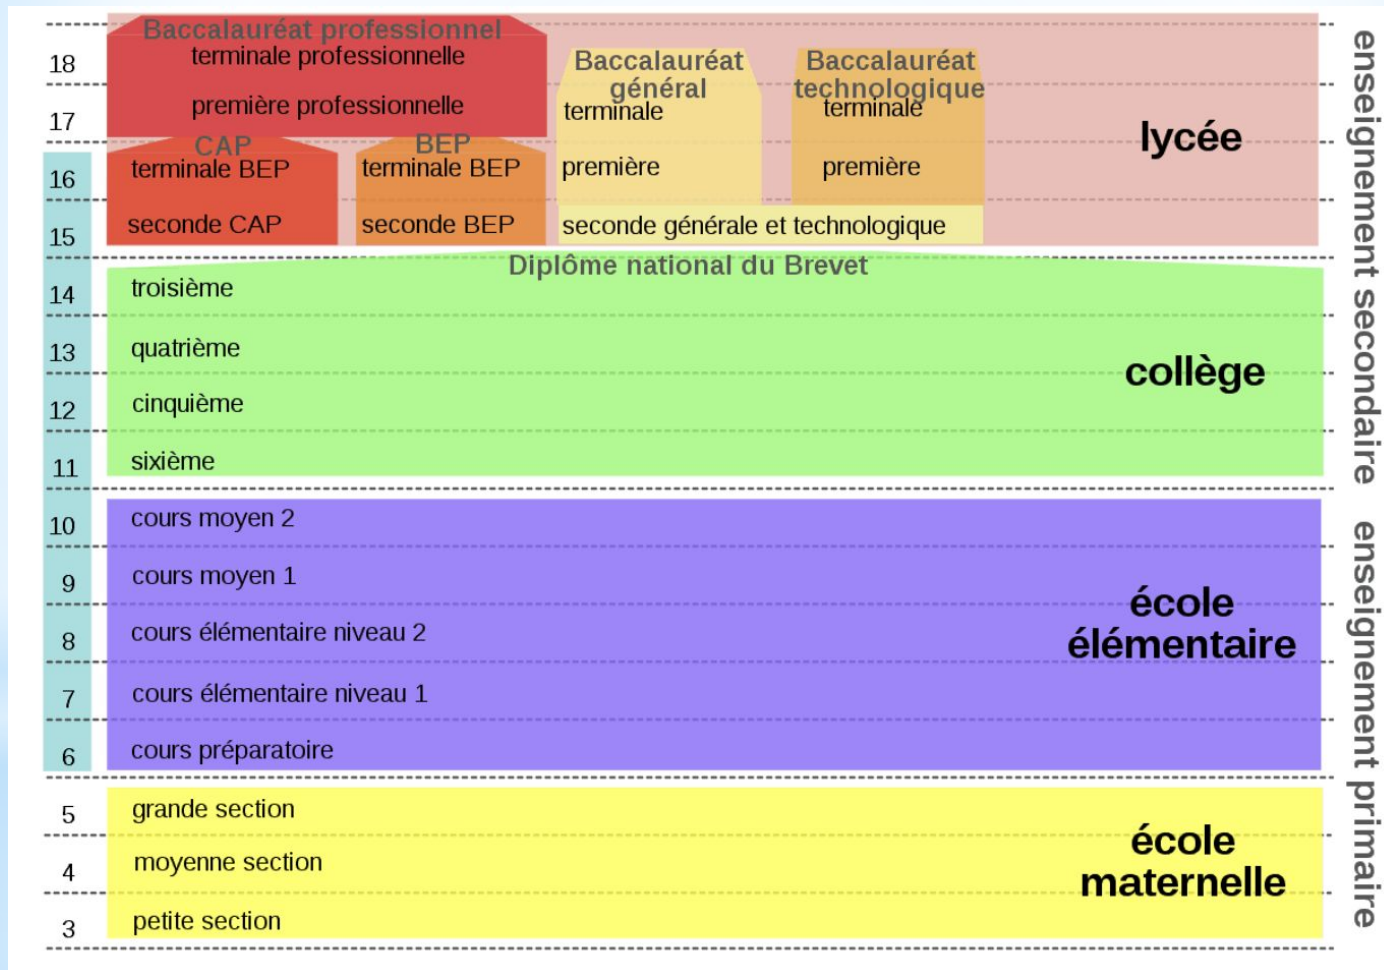 Baccalauréat professionnel
18
terminale professionnelle
Baccalauréat
général
Baccalauréat
technologique
17
première professionnelle
terminale
terminale
lycée
CAP
BEP
16
terminale BEP
terminale BEP
première
première
15
seconde CAP
seconde BEP
seconde générale et technologique
Diplôme national du Brevet
14
troisième
13
quatrième
collège
12
cinquième
11
sixième
enseignement secondaire
10
cours moyen 2
9
cours moyen 1
école
élémentaire
8
cours élémentaire niveau 2
7
cours élémentaire niveau 1
6
cours préparatoire
5
grande section
école
maternelle
4
moyenne section
3
petite section
enseignement primaire